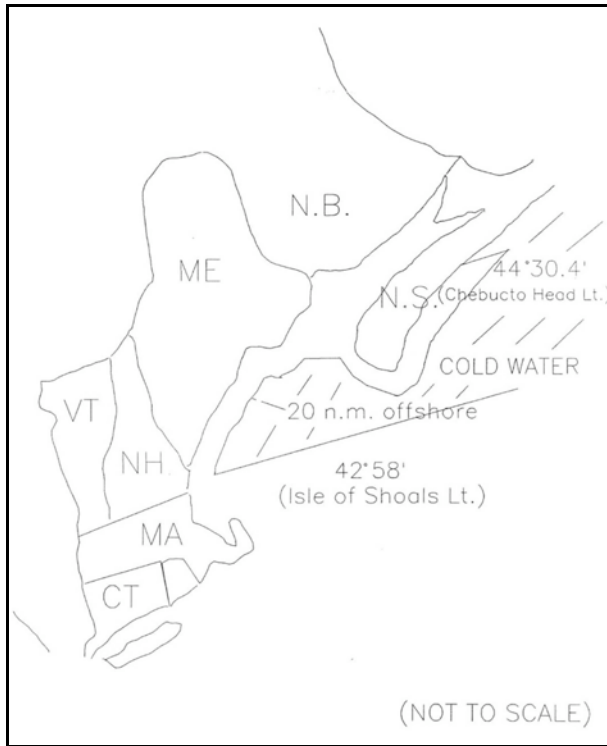 N.B.
ME
44°30.4'
N.S.
(Chebucto Head Lt.)
COLD WATER
VT
20 n.m. offshore
NH
42°58'
(Isle of Shoals Lt.)
MA
CT
(NOT TO SCALE)